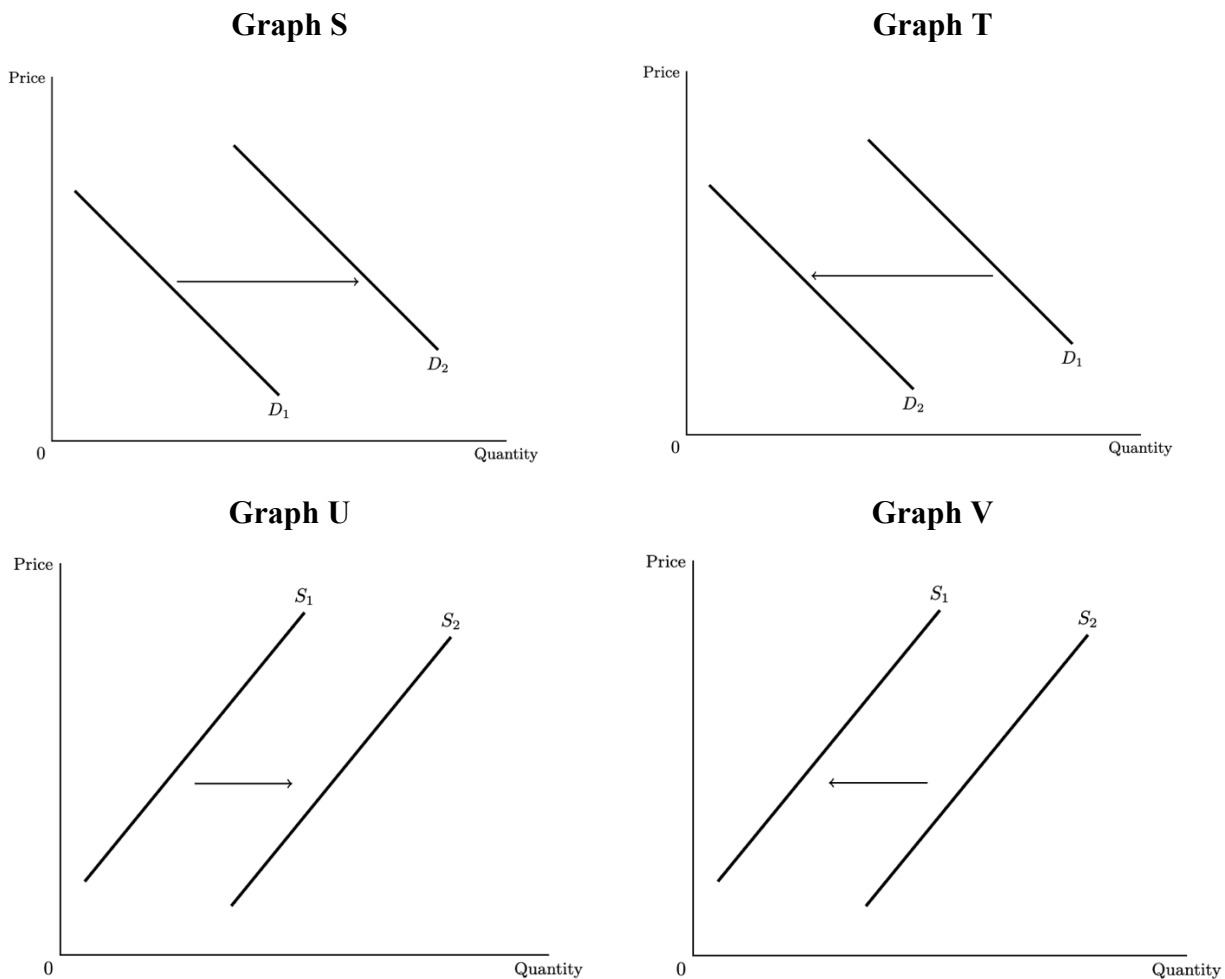 Graph S
Price
D₁
D₂
0
Quantity
Graph T
Price
D₁
D₂
0
Quantity
Graph U
Price
S₁
S₂
0
Quantity
Graph V
Price
S₁
S₂
0
Quantity